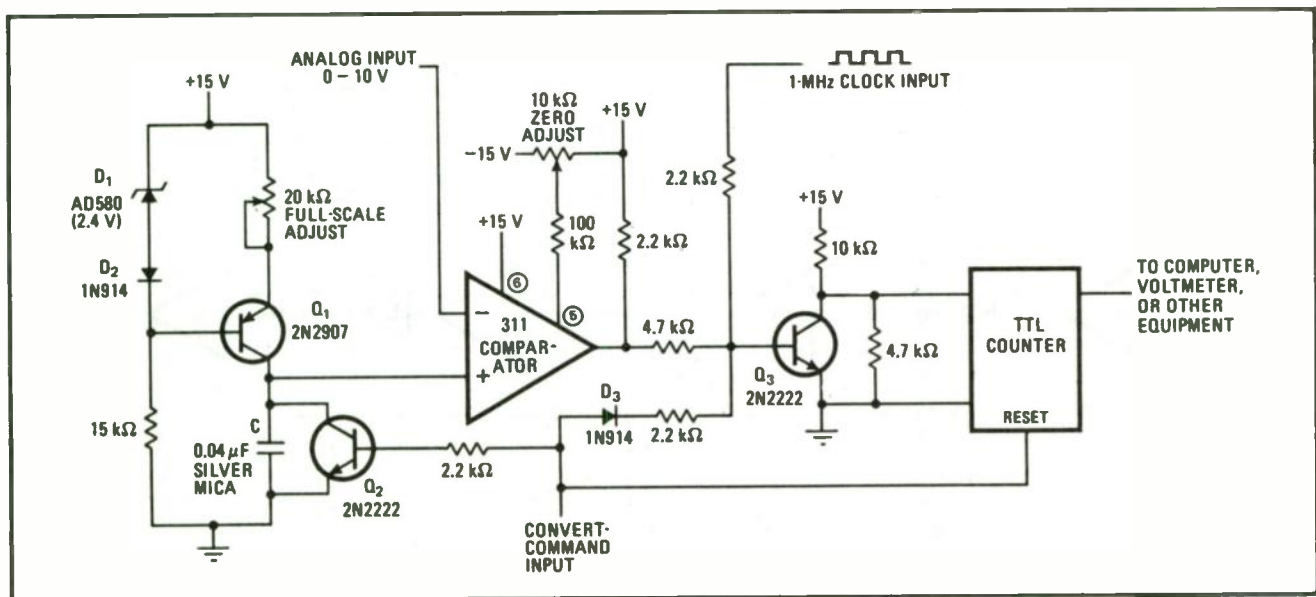 ANALOG INPUT
0 – 10 V
1-MHz CLOCK INPUT
+15 V
10 kΩ
ZERO
ADJUST
+15 V
−15 V
D₁
AD580
(2.4 V)
20 kΩ
FULL-SCALE
ADJUST
2.2 kΩ
+15 V
+15 V
100
kΩ
2.2 kΩ
10 kΩ
D₂
1N914
⑥
⑤
TO COMPUTER,
VOLTMETER,
OR OTHER
EQUIPMENT
Q₁
2N2907
−
311
COMPAR-
ATOR
+
4.7 kΩ
TTL
COUNTER
4.7 kΩ
Q₃
2N2222
D₃
1N914
2.2 kΩ
RESET
15 kΩ
C
0.04 µF
SILVER
MICA
2.2 kΩ
Q₂
2N2222
CONVERT-
COMMAND
INPUT